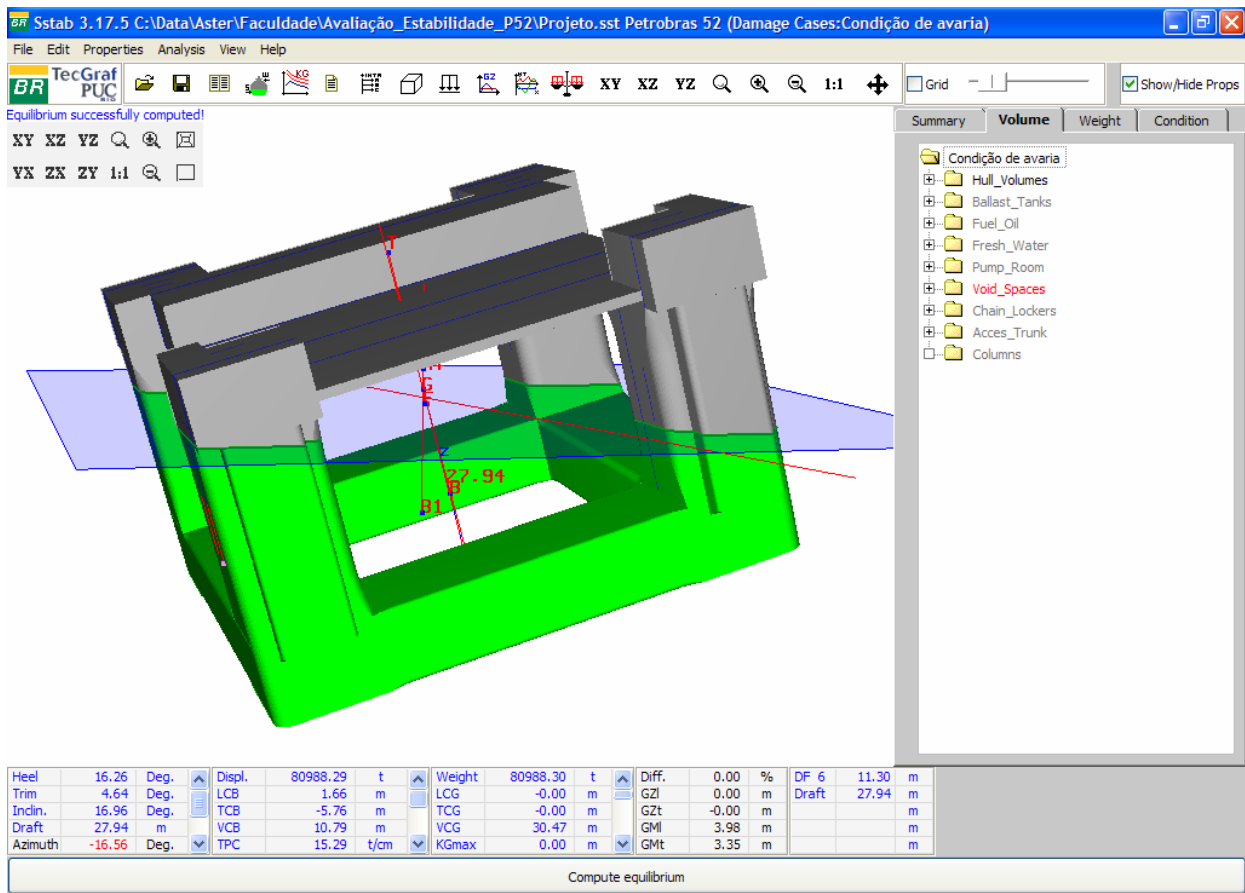 Sstab 3.17.5 C:\Data\Aster\Faculdade\Avaliação_Estabilidade_P52\Projeto.sst Petrobras 52 (Damage Cases:Condição de avaria)
File Edit Properties Analysis View Help
BR TecGraf PUC XY XZ YZ 1:1 Grid Show/Hide Props
Equilibrium successfully computed!
XY XZ YZ
YX ZX ZY 1:1
Summary Volume Weight Condition
Condição de avaria
Hull_Volumes
Ballast_Tanks
Fuel_Oil
Fresh_Water
Pump_Room
Void_Spaces
Chain_Lockers
Acces_Trunk
Columns
T
G
F
Z
27.94
B
B1
Heel 16.26 Deg. Displ. 80988.29 t Weight 80988.30 t Diff. 0.00 % DF 6 11.30 m
Trim 4.64 Deg. LCB 1.66 m LCG -0.00 m GZl 0.00 m Draft 27.94 m
Inclin. 16.96 Deg. TCB -5.76 m TCG -0.00 m GZt -0.00 m m
Draft 27.94 m VCB 10.79 m VCG 30.47 m GMl 3.98 m m
Azimuth -16.56 Deg. TPC 15.29 t/cm KGmax 0.00 m GMt 3.35 m m
Compute equilibrium